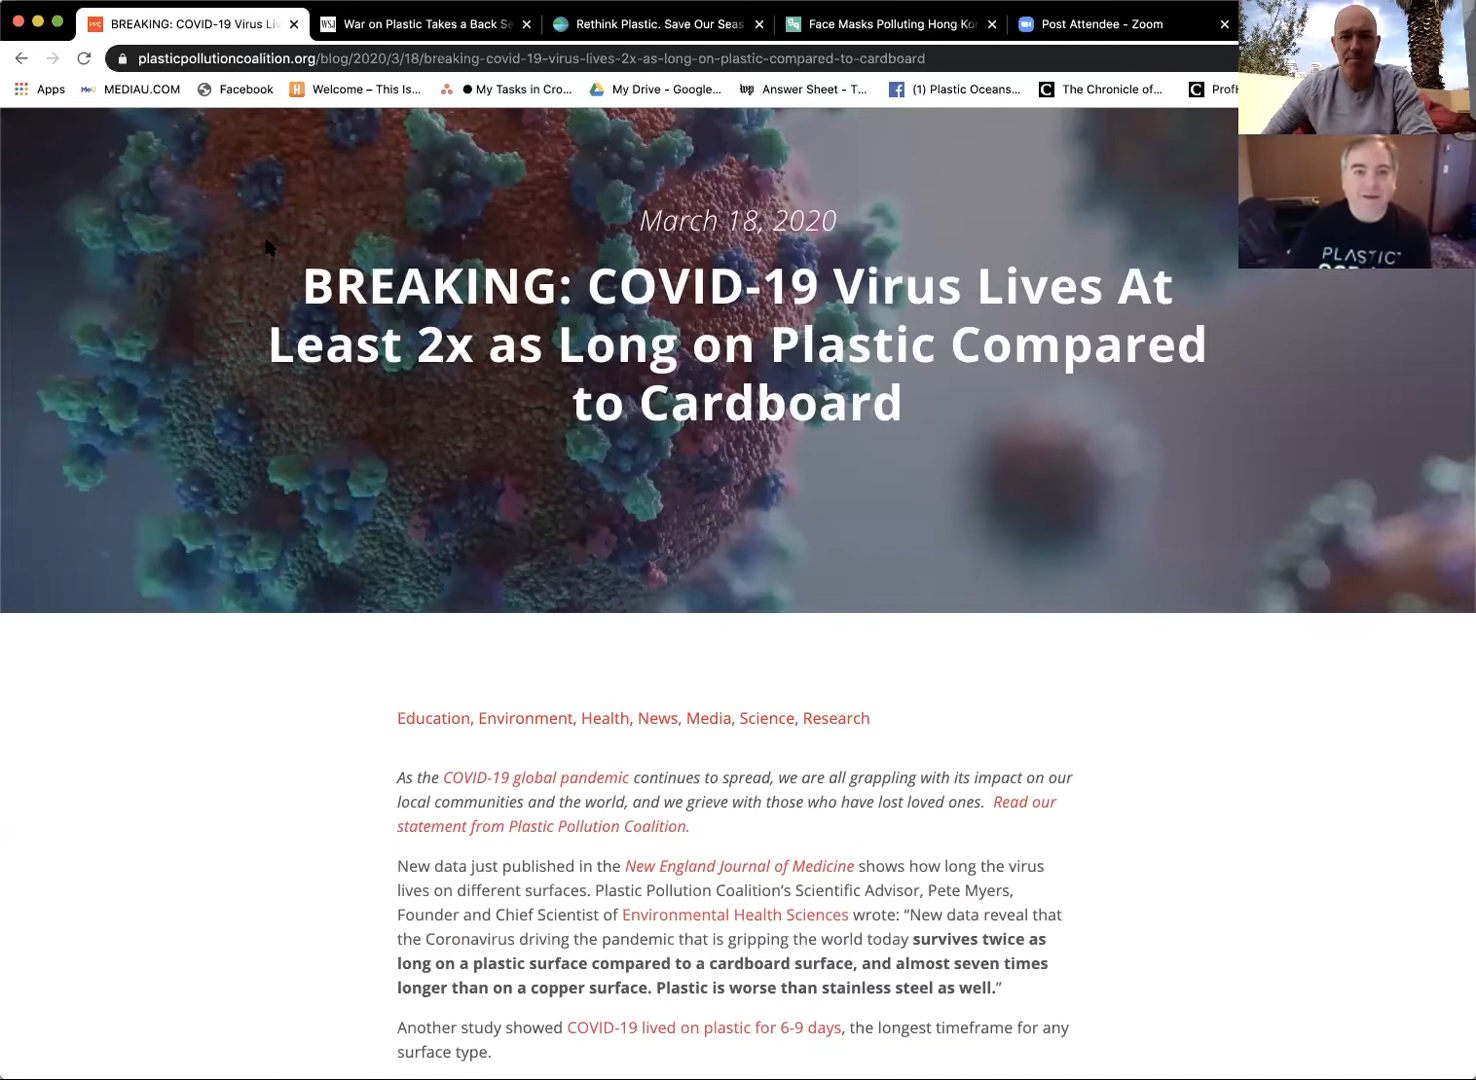 BREAKING: COVID-19 Virus Liv
War on Plastic Takes a Back Se
Rethink Plastic. Save Our Seas
Face Masks Polluting Hong Ko
Post Attendee - Zoom
plasticpollutioncoalition.org/blog/2020/3/18/breaking-covid-19-virus-lives-2x-as-long-on-plastic-compared-to-cardboard
Apps MeU MEDIAU.COM Facebook H Welcome – This Is... My Tasks in Cro... My Drive - Google... wp Answer Sheet - T... (1) Plastic Oceans... C The Chronicle of... C Prof
PLASTIC
March 18, 2020
BREAKING: COVID-19 Virus Lives At
Least 2x as Long on Plastic Compared
to Cardboard
Education, Environment, Health, News, Media, Science, Research
As the COVID-19 global pandemic continues to spread, we are all grappling with its impact on our
local communities and the world, and we grieve with those who have lost loved ones. Read our
statement from Plastic Pollution Coalition.
New data just published in the New England Journal of Medicine shows how long the virus
lives on different surfaces. Plastic Pollution Coalition’s Scientific Advisor, Pete Myers,
Founder and Chief Scientist of Environmental Health Sciences wrote: “New data reveal that
the Coronavirus driving the pandemic that is gripping the world today survives twice as
long on a plastic surface compared to a cardboard surface, and almost seven times
longer than on a copper surface. Plastic is worse than stainless steel as well.”
Another study showed COVID-19 lived on plastic for 6-9 days, the longest timeframe for any
surface type.